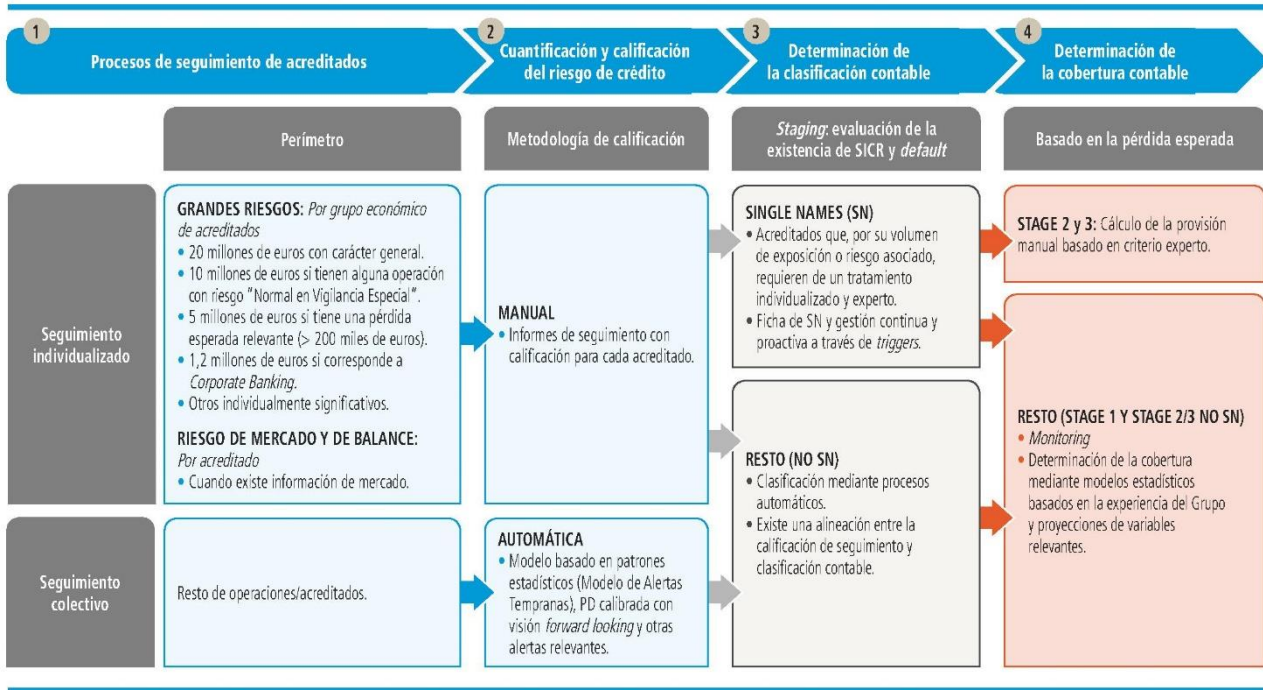 1
Procesos de seguimiento de acreditados
2
Cuantificación y calificación
del riesgo de crédito
3
Determinación de
la clasificación contable
4
Determinación de
la cobertura contable
Perímetro
Metodología de calificación
Staging: evaluación de la
existencia de SICR y default
Basado en la pérdida esperada
Seguimiento
individualizado
GRANDES RIESGOS: Por grupo económico
de acreditados
• 20 millones de euros con carácter general.
• 10 millones de euros si tienen alguna operación
con riesgo “Normal en Vigilancia Especial”.
• 5 millones de euros si tiene una pérdida
esperada relevante (> 200 miles de euros).
• 1,2 millones de euros si corresponde a
Corporate Banking.
• Otros individualmente significativos.
RIESGO DE MERCADO Y DE BALANCE:
Por acreditado
• Cuando existe información de mercado.
MANUAL
• Informes de seguimiento con
calificación para cada acreditado.
SINGLE NAMES (SN)
• Acreditados que, por su volumen
de exposición o riesgo asociado,
requieren de un tratamiento
individualizado y experto.
• Ficha de SN y gestión continua y
proactiva a través de triggers.
STAGE 2 y 3: Cálculo de la provisión
manual basado en criterio experto.
RESTO (NO SN)
• Clasificación mediante procesos
automáticos.
• Existe una alineación entre la
calificación de seguimiento y
clasificación contable.
RESTO (STAGE 1 Y STAGE 2/3 NO SN)
• Monitoring
• Determinación de la cobertura
mediante modelos estadísticos
basados en la experiencia del Grupo
y proyecciones de variables
relevantes.
Seguimiento
colectivo
Resto de operaciones/acreditados.
AUTOMÁTICA
• Modelo basado en patrones
estadísticos (Modelo de Alertas
Tempranas), PD calibrada con
visión forward looking y otras
alertas relevantes.